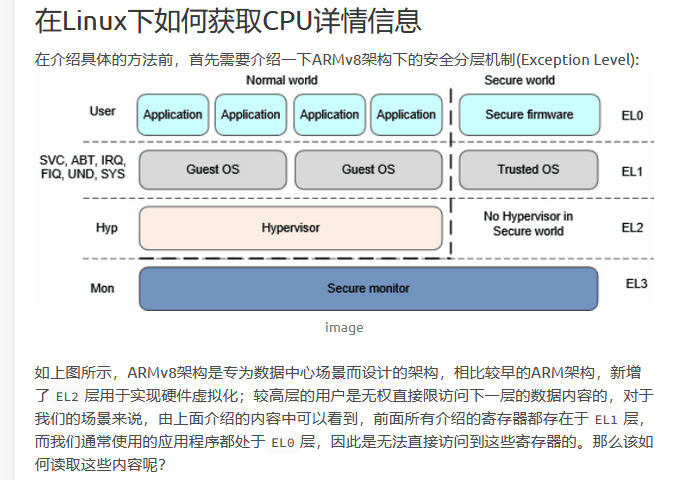 在Linux下如何获取CPU详情信息
在介绍具体的方法前，首先需要介绍一下ARMv8架构下的安全分层机制(Exception Level):
Normal world Secure world
User Application Application Application Application Secure firmware EL0
SVC, ABT, IRQ,
FIQ, UND, SYS Guest OS Guest OS Trusted OS EL1
Hyp Hypervisor No Hypervisor in
Secure world EL2
Mon Secure monitor EL3
image
如上图所示，ARMv8架构是专为数据中心场景而设计的架构，相比较早的ARM架构，新增
了 EL2 层用于实现硬件虚拟化；较高层的用户是无权直接限访问下一层的数据内容的，对于
我们的场景来说，由上面介绍的内容中可以看到，前面所有介绍的寄存器都存在于 EL1 层，
而我们通常使用的应用程序都处于 EL0 层，因此是无法直接访问到这些寄存器的。那么该如
何读取这些内容呢？